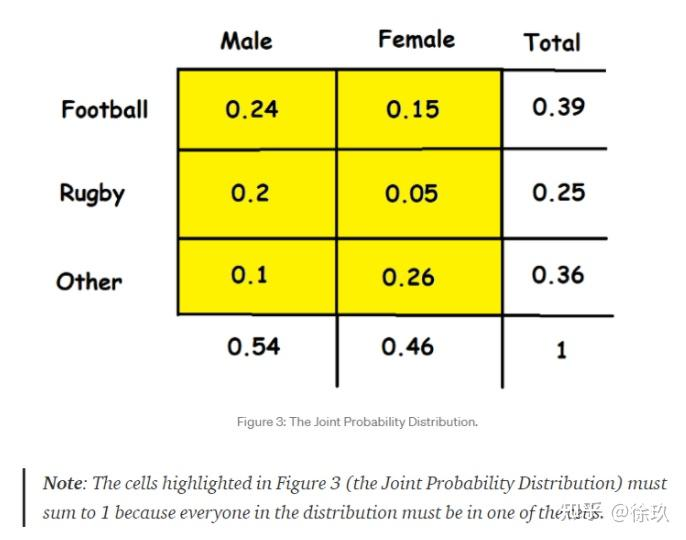 Male Female Total
Football 0.24 0.15 0.39
Rugby 0.2 0.05 0.25
Other 0.1 0.26 0.36
0.54 0.46 1
Figure 3: The Joint Probability Distribution.
Note: The cells highlighted in Figure 3 (the Joint Probability Distribution) must
sum to 1 because everyone in the distribution must be in one of the cells.
知乎 @徐玖